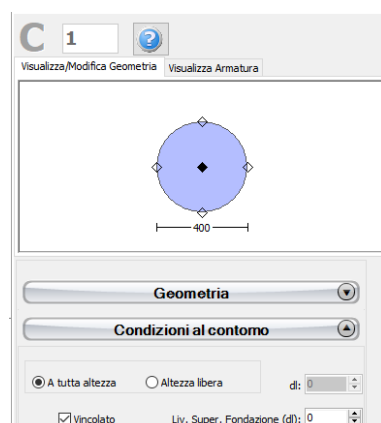 C 1 ?
Visualizza/Modifica Geometria Visualizza Armatura
400
Geometria
Condizioni al contorno
A tutta altezza Altezza libera dl: 0
Vincolato Liv. Super. Fondazione (dl): 0